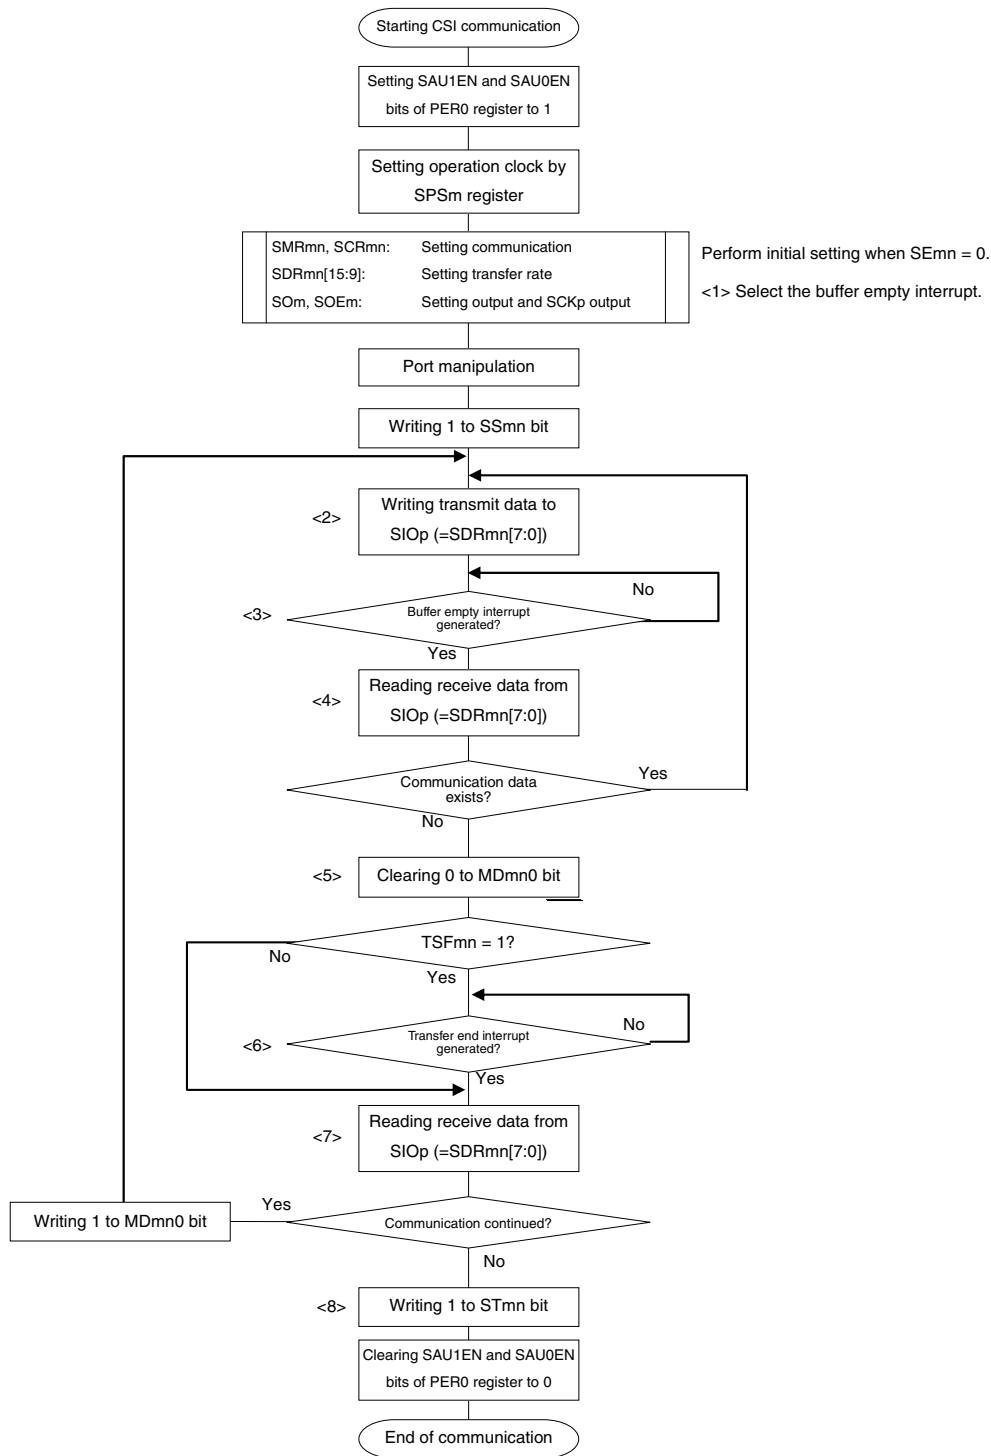 Starting CSI communication
Setting SAU1EN and SAU0EN
bits of PER0 register to 1
Setting operation clock by
SPSm register
SMRmn, SCRmn: Setting communication
SDRmn[15:9]: Setting transfer rate
SOm, SOEm: Setting output and SCKp output
Perform initial setting when SEmn = 0.
<1> Select the buffer empty interrupt.
Port manipulation
Writing 1 to SSmn bit
<2>
Writing transmit data to
SIOp (=SDRmn[7:0])
No
<3>
Buffer empty interrupt
generated?
Yes
<4>
Reading receive data from
SIOp (=SDRmn[7:0])
Communication data
exists?
Yes
No
<5>
Clearing 0 to MDmn0 bit
TSFmn = 1?
No
Yes
<6>
Transfer end interrupt
generated?
No
Yes
<7>
Reading receive data from
SIOp (=SDRmn[7:0])
Writing 1 to MDmn0 bit
Yes
Communication continued?
No
<8>
Writing 1 to STmn bit
Clearing SAU1EN and SAU0EN
bits of PER0 register to 0
End of communication